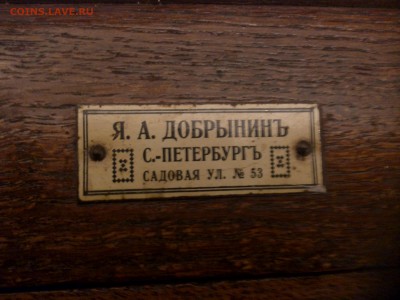 COINS.LAVE.RU
Я. А. ДОБРЫНИНЪ
С.-ПЕТЕРБУРГЪ
САДОВАЯ УЛ. № 53